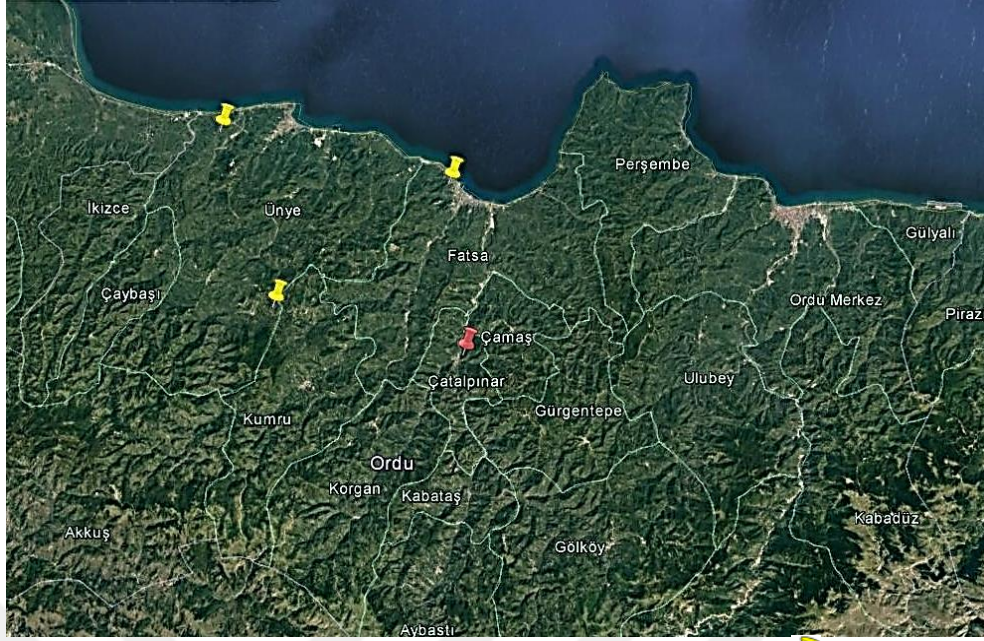 Perşembe
İkizce
Ünye
Gülyalı
Fatsa
Çaybaşı
Ordu Merkez
Piraz
Çamaş
Çatalpınar
Ulubey
Gürgentepe
Kumru
Ordu
Korgan
Kabataş
Kabadüz
Akkuş
Gölköy
Aybastı